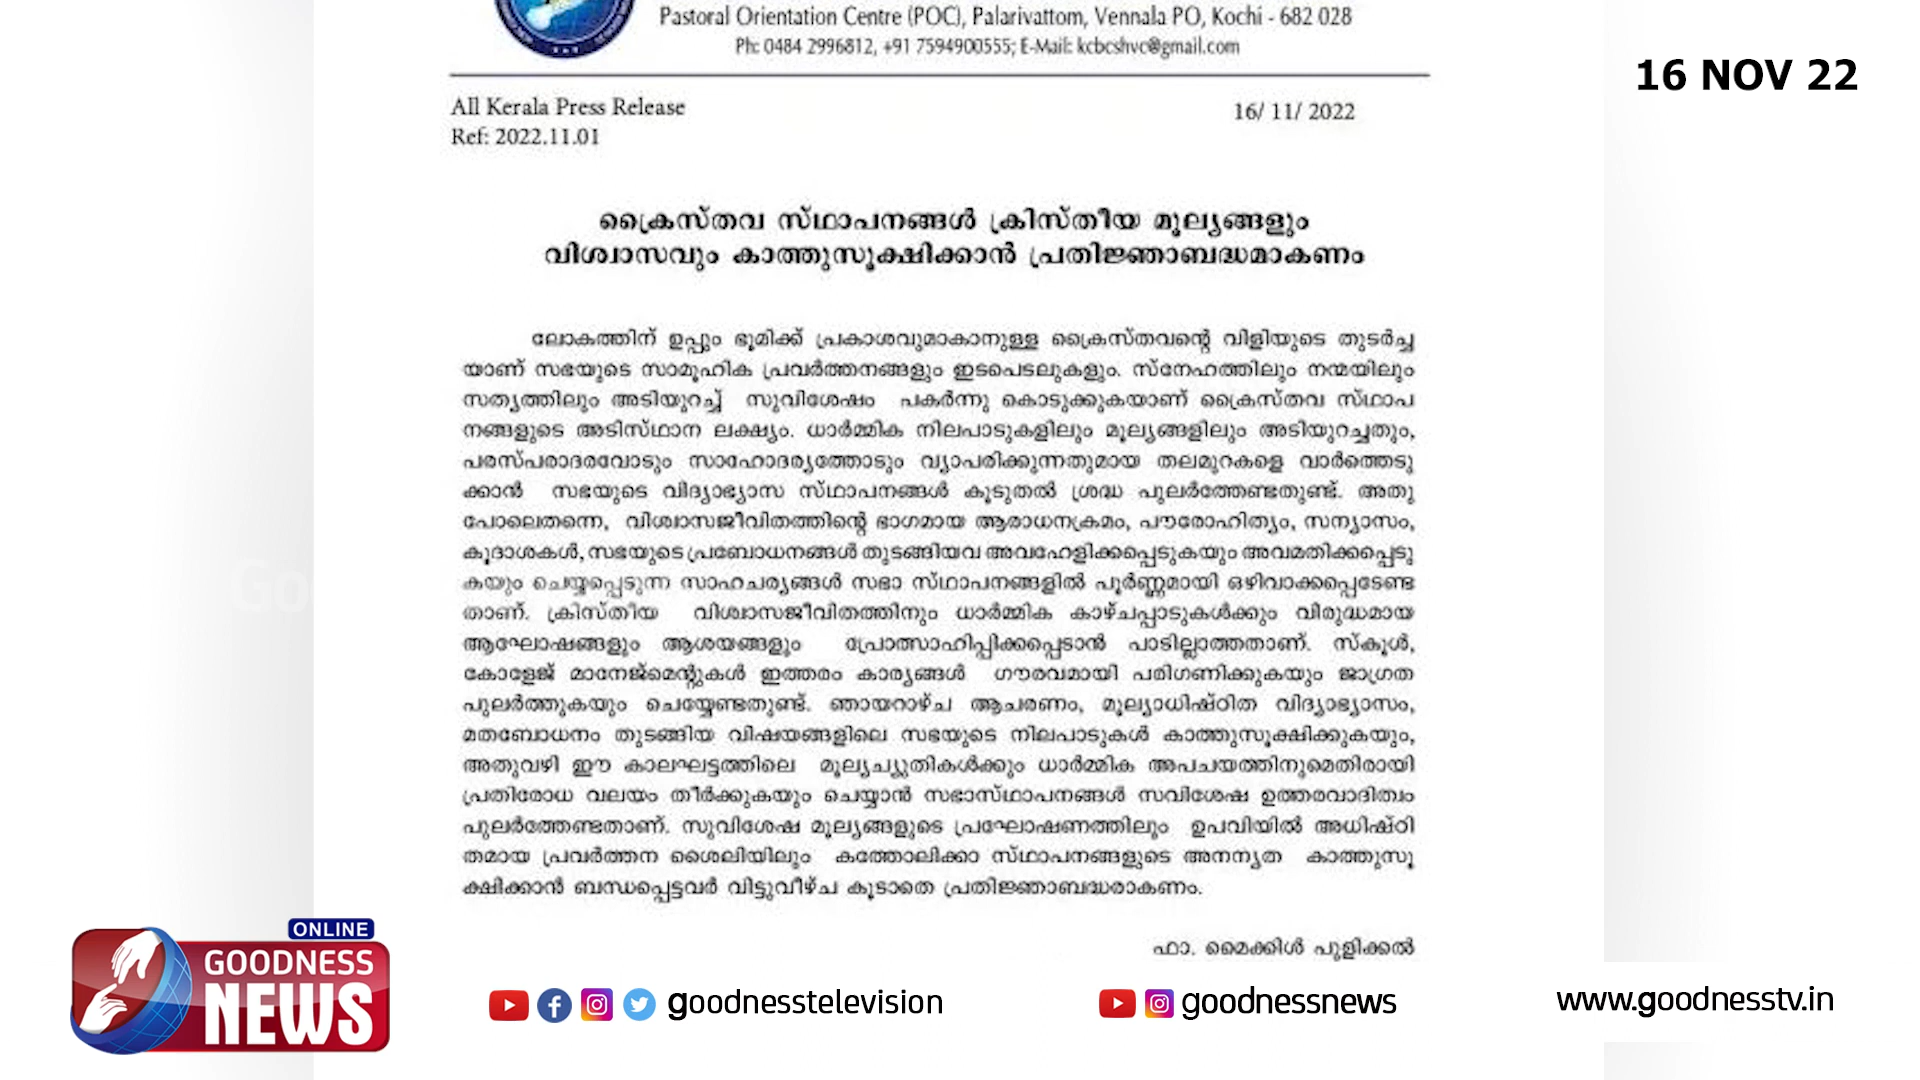 Pastoral Orientation Centre (POC), Palarivattom, Vennala PO, Kochi - 682 028
Ph: 0484 2996812, +91 7594900555; E-Mail: kcbcshvc@gmail.com
16 NOV 22
All Kerala Press Release
16/ 11/ 2022
Ref: 2022.11.01
ക്രൈസ്തവ സ്ഥാപനങ്ങൾ ക്രിസ്തീയ മൂല്യങ്ങളും
വിശ്വാസവും കാത്തുസൂക്ഷിക്കാൻ പ്രതിജ്ഞാബദ്ധമാകണം
ലോകത്തിന് ഉപ്പും ഭൂമിക്ക് പ്രകാശവുമാകാനുള്ള ക്രൈസ്തവന്റെ വിളിയുടെ തുടർച്ച
യാണ് സഭയുടെ സാമൂഹിക പ്രവർത്തനങ്ങളും ഇടപെടലുകളും. സ്നേഹത്തിലും നന്മയിലും
സത്യത്തിലും അടിയുറച്ച് സുവിശേഷം പകർന്നു കൊടുക്കുകയാണ് ക്രൈസ്തവ സ്ഥാപ
നങ്ങളുടെ അടിസ്ഥാന ലക്ഷ്യം. ധാർമ്മിക നിലപാടുകളിലും മൂല്യങ്ങളിലും അടിയുറച്ചതും,
പരസ്പരാദരവോടും സാഹോദര്യത്തോടും വ്യാപരിക്കുന്നതുമായ തലമുറകളെ വാർത്തെടു
ക്കാൻ സഭയുടെ വിദ്യാഭ്യാസ സ്ഥാപനങ്ങൾ കൂടുതൽ ശ്രദ്ധ പുലർത്തേണ്ടതുണ്ട്. അതു
പോലെതന്നെ, വിശ്വാസജീവിതത്തിന്റെ ഭാഗമായ ആരാധനക്രമം, പൗരോഹിത്യം, സന്യാസം,
കൂദാശകൾ, സഭയുടെ പ്രബോധനങ്ങൾ തുടങ്ങിയവ അവഹേളിക്കപ്പെടുകയും അവമതിക്കപ്പെടു
കയും ചെയ്യപ്പെടുന്ന സാഹചര്യങ്ങൾ സഭാ സ്ഥാപനങ്ങളിൽ പൂർണ്ണമായി ഒഴിവാക്കപ്പെടേണ്ട
താണ്. ക്രിസ്തീയ വിശ്വാസജീവിതത്തിനും ധാർമ്മിക കാഴ്ചപ്പാടുകൾക്കും വിരുദ്ധമായ
ആഘോഷങ്ങളും ആശയങ്ങളും പ്രോത്സാഹിപ്പിക്കപ്പെടാൻ പാടില്ലാത്തതാണ്. സ്കൂൾ,
കോളേജ് മാനേജ്മെന്റുകൾ ഇത്തരം കാര്യങ്ങൾ ഗൗരവമായി പരിഗണിക്കുകയും ജാഗ്രത
പുലർത്തുകയും ചെയ്യേണ്ടതുണ്ട്. ഞായറാഴ്ച ആചരണം, മൂല്യാധിഷ്ഠിത വിദ്യാഭ്യാസം,
മതബോധനം തുടങ്ങിയ വിഷയങ്ങളിലെ സഭയുടെ നിലപാടുകൾ കാത്തുസൂക്ഷിക്കുകയും,
അതുവഴി ഈ കാലഘട്ടത്തിലെ മൂല്യച്യുതികൾക്കും ധാർമ്മിക അപചയത്തിനുമെതിരായി
പ്രതിരോധ വലയം തീർക്കുകയും ചെയ്യാൻ സഭാസ്ഥാപനങ്ങൾ സവിശേഷ ഉത്തരവാദിത്വം
പുലർത്തേണ്ടതാണ്. സുവിശേഷ മൂല്യങ്ങളുടെ പ്രഘോഷണത്തിലും ഉപവിയിൽ അധിഷ്ഠി
തമായ പ്രവർത്തന ശൈലിയിലും കത്തോലിക്കാ സ്ഥാപനങ്ങളുടെ അനന്യത കാത്തുസൂ
ക്ഷിക്കാൻ ബന്ധപ്പെട്ടവർ വിട്ടുവീഴ്ച കൂടാതെ പ്രതിജ്ഞാബദ്ധരാകണം.
ഫാ. മൈക്കിൾ പുളിക്കൽ
ONLINE
GOODNESS
NEWS
goodnesstelevision
goodnessnews
www.goodnesstv.in